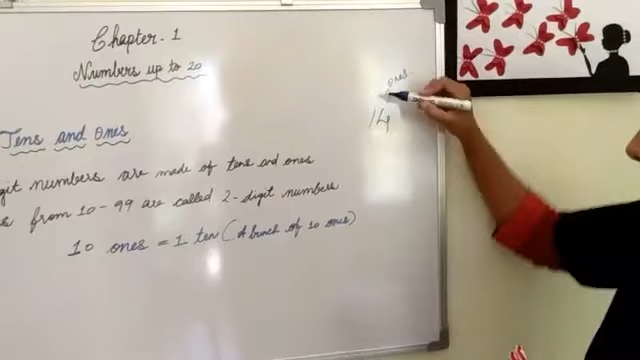 Chapter-1
Numbers up to 20
ones
14
Tens and Ones
git numbers are made of tens and ones
s from 10-99 are called 2-digit numbers
10 ones = 1 ten (A bunch of 10 ones)